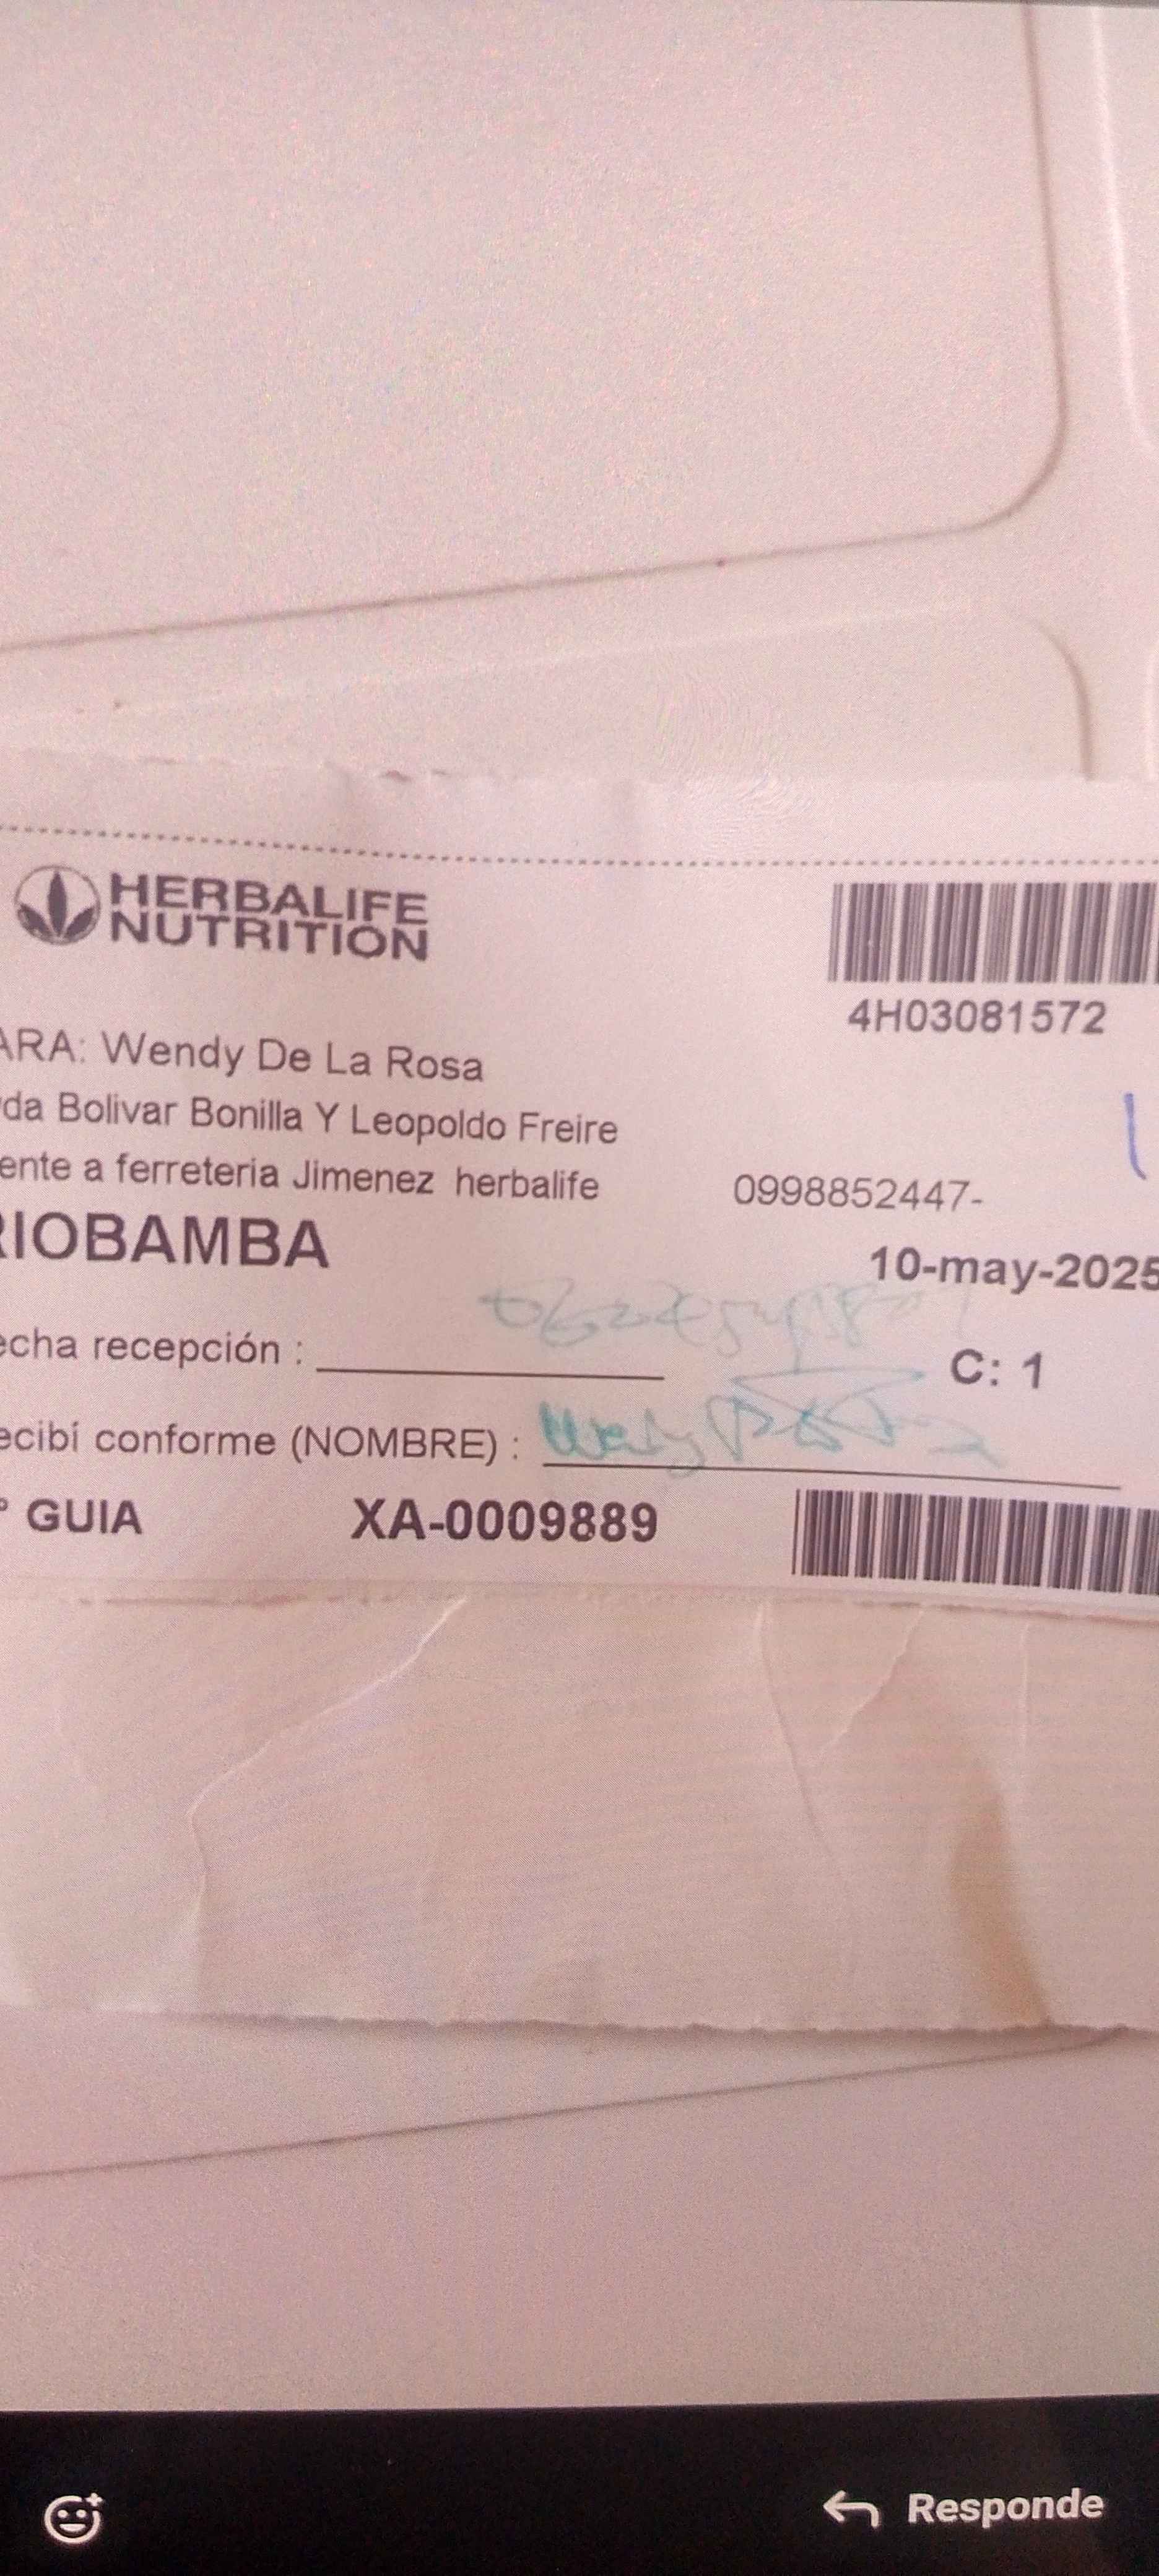 HERBALIFE
NUTRITION
4H03081572
ARA: Wendy De La Rosa
da Bolivar Bonilla Y Leopoldo Freire
ente a ferreteria Jimenez herbalife
0998852447-
RIOBAMBA
10-may-2025
echa recepción :
C: 1
ecibí conforme (NOMBRE) : Wendy
° GUIA
XA-0009889
Responde